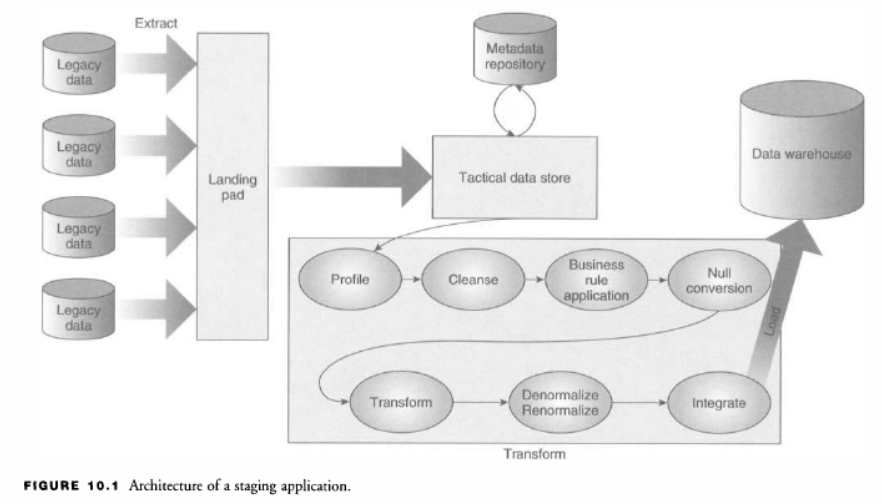 Extract
Legacy
data
Legacy
data
Legacy
data
Legacy
data
Landing
pad
Metadata
repository
Tactical data store
Data warehouse
Profile
Cleanse
Business
rule
application
Null
conversion
Load
Transform
Denormalize
Renormalize
Integrate
Transform
FIGURE 10.1 Architecture of a staging application.